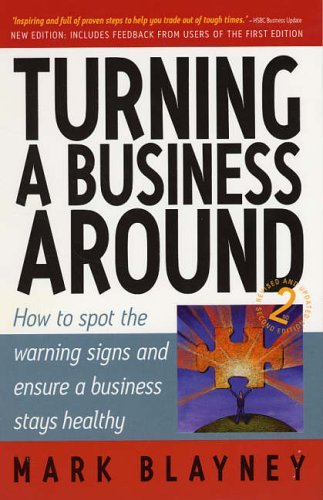 "Inspiring and full of proven steps to help you trade out of tough times." - HSBC Business Update
NEW EDITION: INCLUDES FEEDBACK FROM USERS OF THE FIRST EDITION
TURNING
A BUSINESS
AROUND
How to spot the
warning signs and
ensure a business
stays healthy
REVISED AND UPDATED
2ND
SECOND EDITION
MARK BLAYNEY